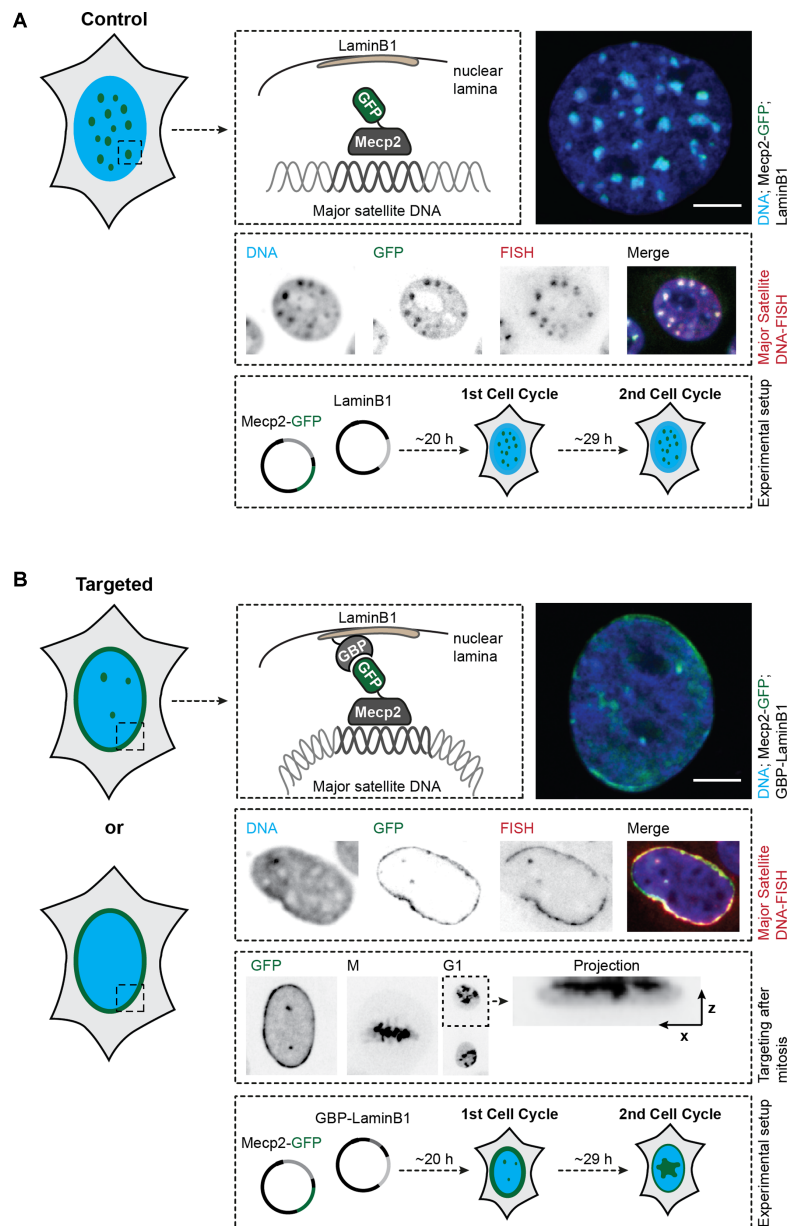 A
Control
LaminB1
nuclear
lamina
GFP
Mecp2
Major satellite DNA
DNA; Mecp2-GFP;
LaminB1
DNA
GFP
FISH
Merge
Major Satellite
DNA-FISH
Mecp2-GFP
LaminB1
~20 h
1st Cell Cycle
~29 h
2nd Cell Cycle
Experimental setup
B
Targeted
or
LaminB1
nuclear
lamina
GBP
GFP
Mecp2
Major satellite DNA
DNA; Mecp2-GFP;
GBP-LaminB1
DNA
GFP
FISH
Merge
Major Satellite
DNA-FISH
GFP
M
G1
Projection
z
x
Targeting after
mitosis
Mecp2-GFP
GBP-LaminB1
~20 h
1st Cell Cycle
~29 h
2nd Cell Cycle
Experimental setup